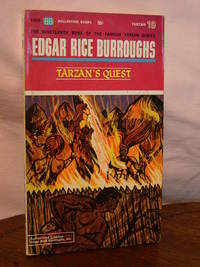 BALLANTINE BOOKS
TARZAN 19
THE NINETEENTH BOOK OF THE FAMOUS TARZAN SERIES
EDGAR RICE BURROUGHS
TARZAN'S QUEST